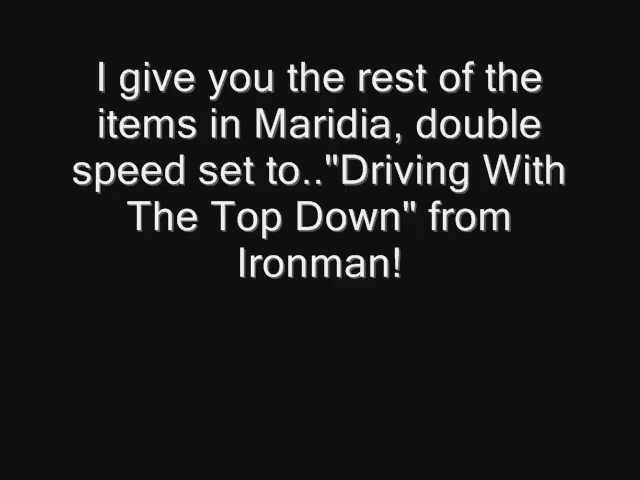 I give you the rest of the
items in Maridia, double
speed set to.."Driving With
The Top Down" from
Ironman!